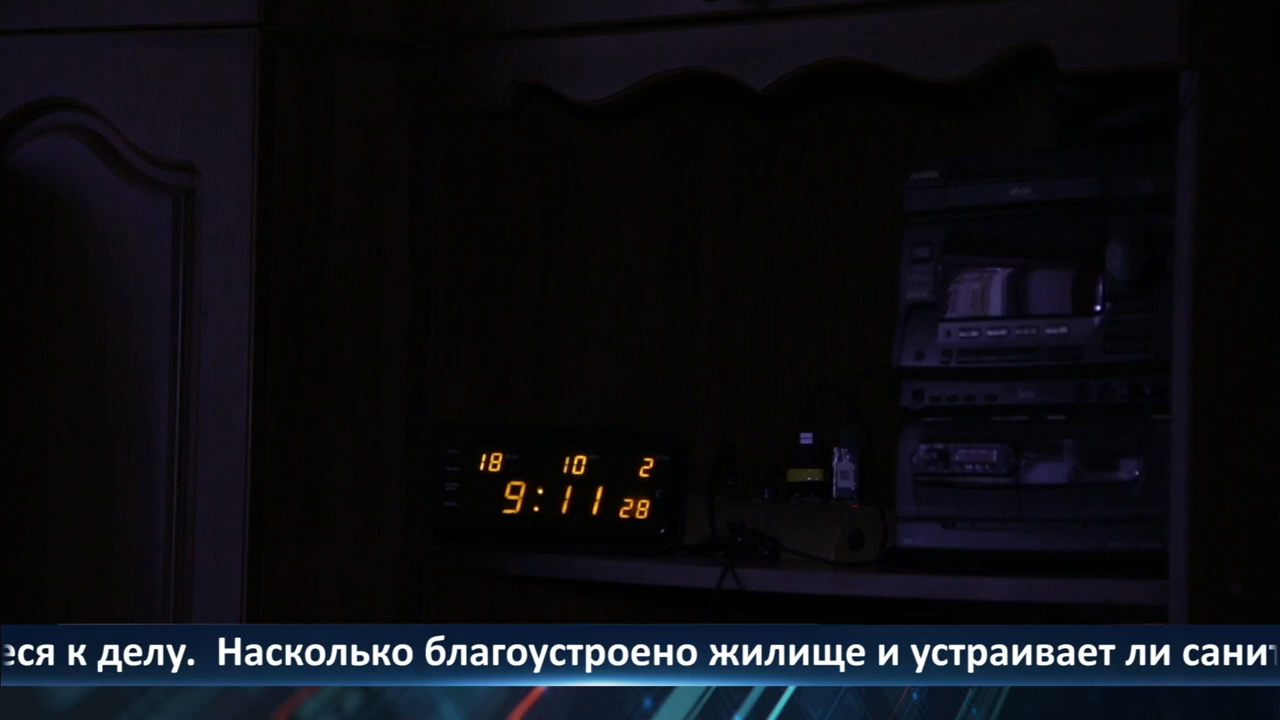 18 10 2
9:11 28
еся к делу. Насколько благоустроено жилище и устраивает ли сани